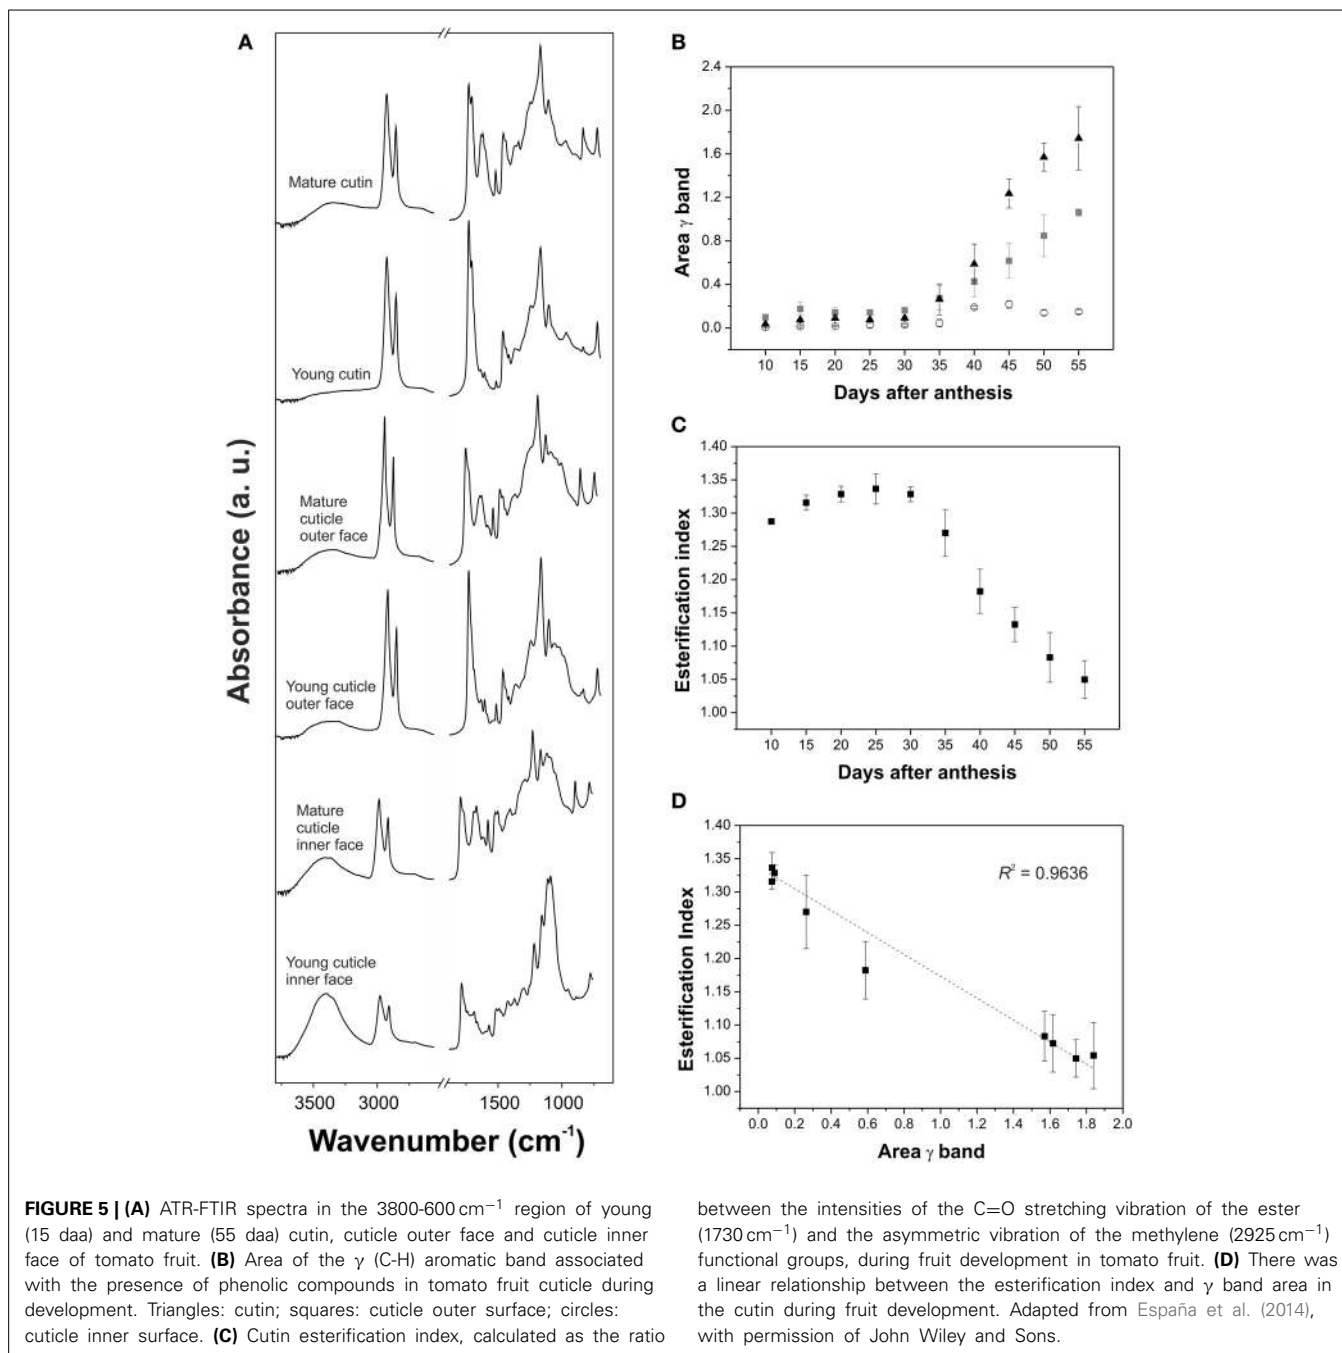 A
Mature cutin
Young cutin
Mature
cuticle
outer face
Young cuticle
outer face
Mature
cuticle
inner face
Young cuticle
inner face
Absorbance (a. u.)
3500 3000 1500 1000
Wavenumber (cm⁻¹)
B
2.4
2.0
1.6
1.2
0.8
0.4
0.0
Area γ band
10 15 20 25 30 35 40 45 50 55
Days after anthesis
C
1.40
1.35
1.30
1.25
1.20
1.15
1.10
1.05
1.00
Esterification index
10 15 20 25 30 35 40 45 50 55
Days after anthesis
D
1.40
1.35
1.30
1.25
1.20
1.15
1.10
1.05
1.00
Esterification Index
R² = 0.9636
0.0 0.2 0.4 0.6 0.8 1.0 1.2 1.4 1.6 1.8 2.0
Area γ band
FIGURE 5 | (A) ATR-FTIR spectra in the 3800-600 cm⁻¹ region of young
(15 daa) and mature (55 daa) cutin, cuticle outer face and cuticle inner
face of tomato fruit. (B) Area of the γ (C-H) aromatic band associated
with the presence of phenolic compounds in tomato fruit cuticle during
development. Triangles: cutin; squares: cuticle outer surface; circles:
cuticle inner surface. (C) Cutin esterification index, calculated as the ratio
between the intensities of the C=O stretching vibration of the ester
(1730 cm⁻¹) and the asymmetric vibration of the methylene (2925 cm⁻¹)
functional groups, during fruit development in tomato fruit. (D) There was
a linear relationship between the esterification index and γ band area in
the cutin during fruit development. Adapted from España et al. (2014),
with permission of John Wiley and Sons.